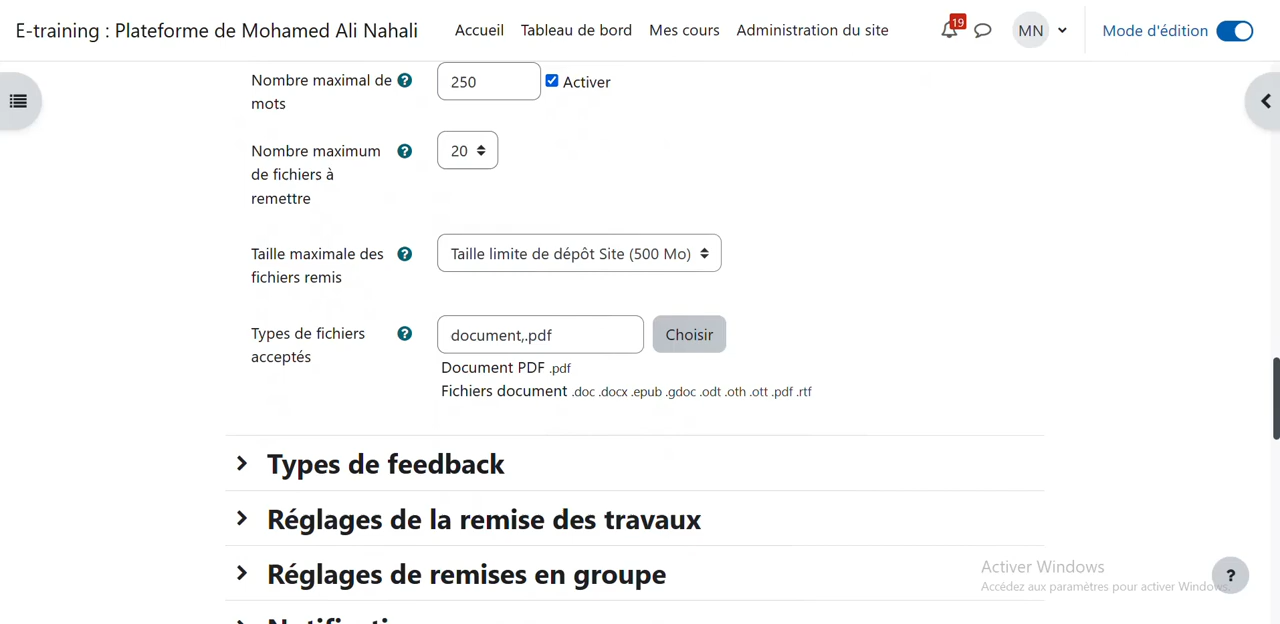 E-training : Plateforme de Mohamed Ali Nahali Accueil Tableau de bord Mes cours Administration du site 19 MN Mode d'édition
Nombre maximal de mots ? 250 Activer
Nombre maximum de fichiers à remettre ? 20
Taille maximale des fichiers remis ? Taille limite de dépôt Site (500 Mo)
Types de fichiers acceptés ? document,.pdf Choisir
Document PDF .pdf
Fichiers document .doc .docx .epub .gdoc .odt .oth .ott .pdf .rtf
Types de feedback
Réglages de la remise des travaux
Réglages de remises en groupe
Activer Windows
Accédez aux paramètres pour activer Windows.
?